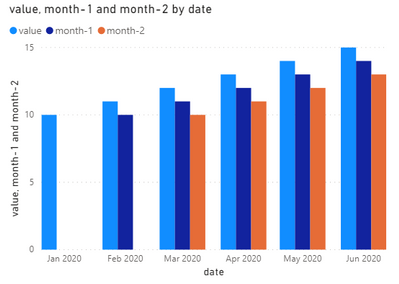 value, month-1 and month-2 by date
value month-1 month-2
value, month-1 and month-2
15
10
5
0
Jan 2020 Feb 2020 Mar 2020 Apr 2020 May 2020 Jun 2020
date